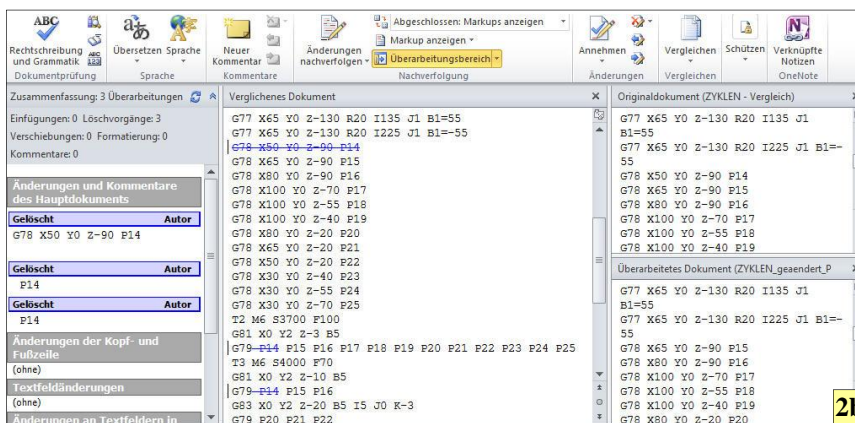 ABC
Rechtschreibung und Grammatik
ABC
123
Übersetzen
Sprache
Neuer Kommentar
Änderungen nachverfolgen
Abgeschlossen: Markups anzeigen
Markup anzeigen
Überarbeitungsbereich
Annehmen
Vergleichen
Schützen
Verknüpfte Notizen
Dokumentprüfung
Sprache
Kommentare
Nachverfolgung
Änderungen
Vergleichen
OneNote
Zusammenfassung: 3 Überarbeitungen
Einfügungen: 0 Löschvorgänge: 3
Verschiebungen: 0 Formatierung: 0
Kommentare: 0
Änderungen und Kommentare
des Hauptdokuments
Gelöscht Autor
G78 X50 Y0 Z-90 P14
Gelöscht Autor
P14
Gelöscht Autor
P14
Änderungen der Kopf- und
Fußzeile
(ohne)
Textfeldänderungen
(ohne)
Änderungen an Textfeldern in
Verglichenes Dokument
G77 X65 Y0 Z-130 R20 I135 J1 B1=55
G77 X65 Y0 Z-130 R20 I225 J1 B1=-55
G78 X50 Y0 Z-90 P14
G78 X65 Y0 Z-90 P15
G78 X80 Y0 Z-90 P16
G78 X100 Y0 Z-70 P17
G78 X100 Y0 Z-55 P18
G78 X100 Y0 Z-40 P19
G78 X80 Y0 Z-20 P20
G78 X65 Y0 Z-20 P21
G78 X50 Y0 Z-20 P22
G78 X30 Y0 Z-40 P23
G78 X30 Y0 Z-55 P24
G78 X30 Y0 Z-70 P25
T2 M6 S3700 F100
G81 X0 Y2 Z-3 B5
G79 P14 P15 P16 P17 P18 P19 P20 P21 P22 P23 P24 P25
T3 M6 S4000 F70
G81 X0 Y2 Z-10 B5
G79 P14 P15 P16
G83 X0 Y2 Z-20 B5 I5 J0 K-3
G79 P20 P21 P22
Originaldokument (ZYKLEN - Vergleich)
G77 X65 Y0 Z-130 R20 I135 J1
B1=55
G77 X65 Y0 Z-130 R20 I225 J1 B1=-
55
G78 X50 Y0 Z-90 P14
G78 X65 Y0 Z-90 P15
G78 X80 Y0 Z-90 P16
G78 X100 Y0 Z-70 P17
G78 X100 Y0 Z-55 P18
G78 X100 Y0 Z-40 P19
Überarbeitetes Dokument (ZYKLEN_geaendert_P
G77 X65 Y0 Z-130 R20 I135 J1
B1=55
G77 X65 Y0 Z-130 R20 I225 J1 B1=-
55
G78 X65 Y0 Z-90 P15
G78 X80 Y0 Z-90 P16
G78 X100 Y0 Z-70 P17
G78 X100 Y0 Z-55 P18
G78 X100 Y0 Z-40 P19
G78 X80 Y0 Z-20 P20